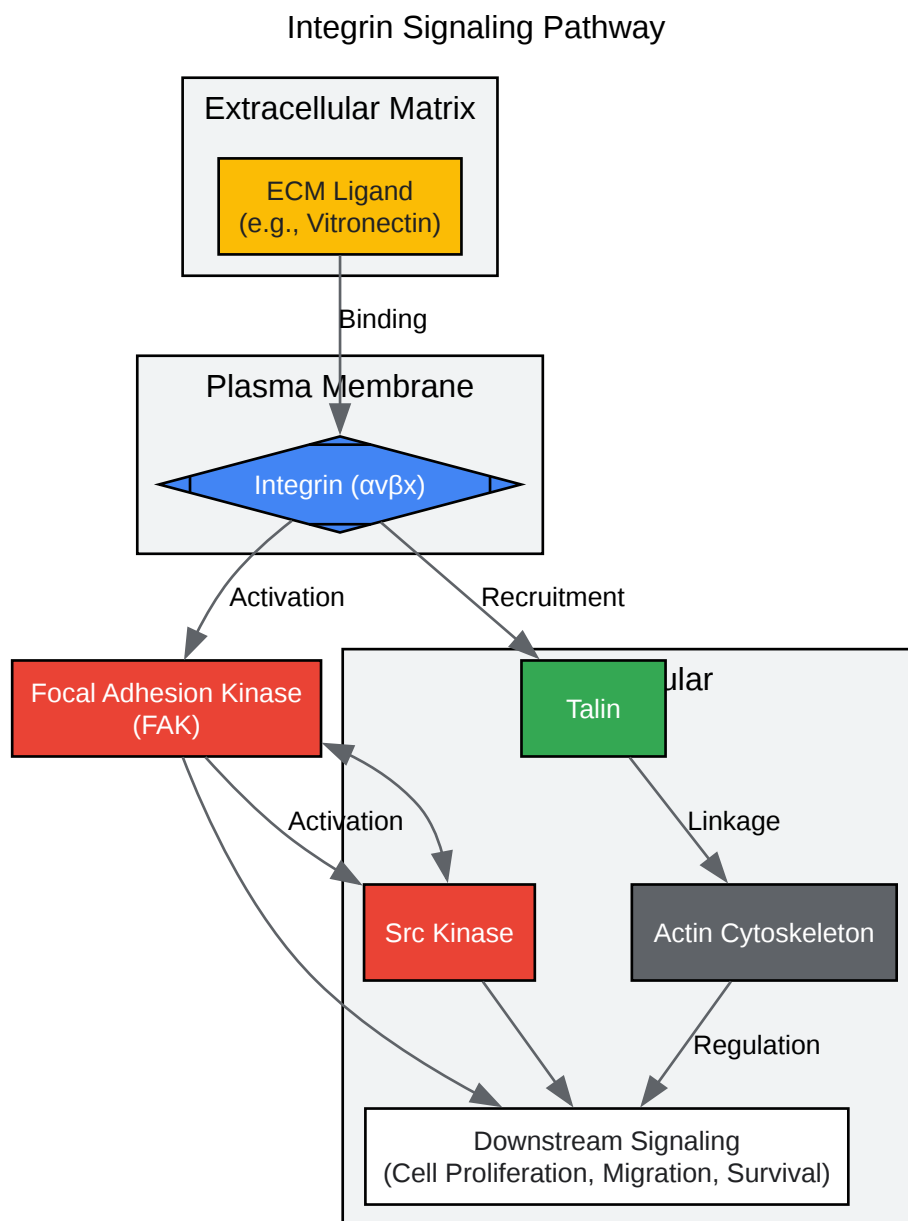 Integrin Signaling Pathway
Extracellular Matrix
ECM Ligand
(e.g., Vitronectin)
Binding
Plasma Membrane
Integrin (αvβx)
Activation
Recruitment
Focal Adhesion Kinase
(FAK)
Talin
Activation
Linkage
Src Kinase
Actin Cytoskeleton
Regulation
Downstream Signaling
(Cell Proliferation, Migration, Survival)